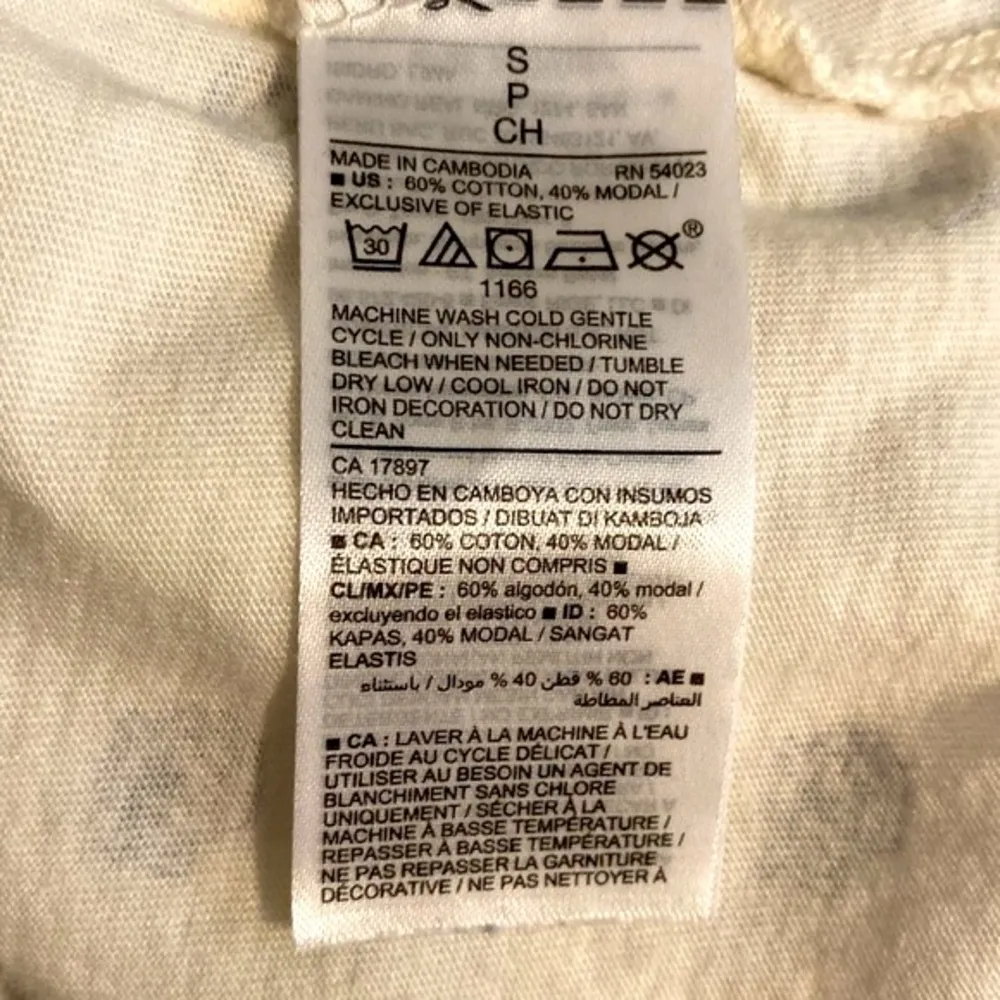 S
P
CH
MADE IN CAMBODIA RN 54023
■ US : 60% COTTON, 40% MODAL /
EXCLUSIVE OF ELASTIC
30
®
1166
MACHINE WASH COLD GENTLE
CYCLE / ONLY NON-CHLORINE
BLEACH WHEN NEEDED / TUMBLE
DRY LOW / COOL IRON / DO NOT
IRON DECORATION / DO NOT DRY
CLEAN
CA 17897
HECHO EN CAMBOYA CON INSUMOS
IMPORTADOS / DIBUAT DI KAMBOJA
■ CA : 60% COTON, 40% MODAL /
ÉLASTIQUE NON COMPRIS ■
CL/MX/PE : 60% algodón, 40% modal /
excluyendo el elastico ■ ID : 60%
KAPAS, 40% MODAL / SANGAT
ELASTIS
■ AE : 60 % قطن 40 % مودال / باستثناء
العناصر المطاطة
■ CA : LAVER À LA MACHINE À L'EAU
FROIDE AU CYCLE DÉLICAT /
UTILISER AU BESOIN UN AGENT DE
BLANCHIMENT SANS CHLORE
UNIQUEMENT / SÉCHER À LA
MACHINE À BASSE TEMPÉRATURE /
REPASSER À BASSE TEMPÉRATURE /
NE PAS REPASSER LA GARNITURE
DÉCORATIVE / NE PAS NETTOYER À